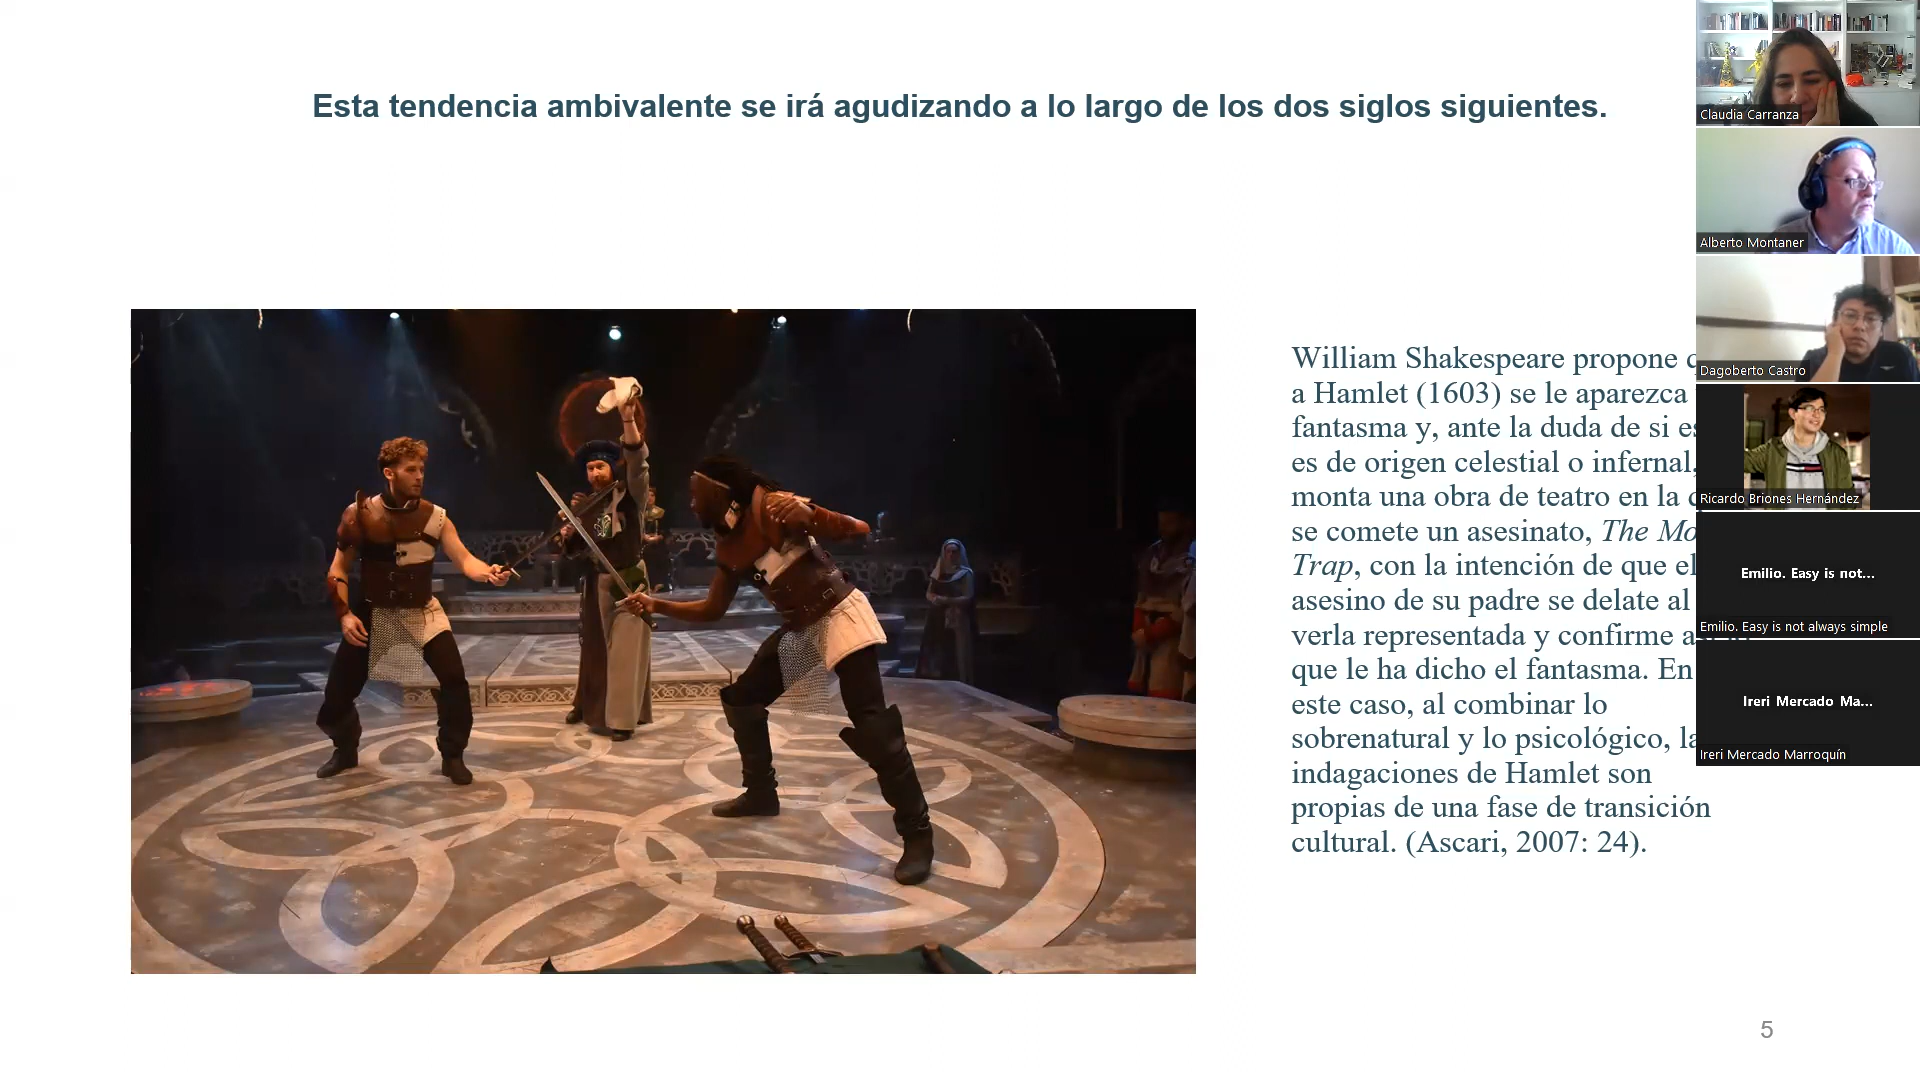 Esta tendencia ambivalente se irá agudizando a lo largo de los dos siglos siguientes.
William Shakespeare propone
a Hamlet (1603) se le aparezca
fantasma y, ante la duda de si
es de origen celestial o infernal,
monta una obra de teatro en la
se comete un asesinato, The
Trap, con la intención de que el
asesino de su padre se delate al
verla representada y confirme
que le ha dicho el fantasma. En
este caso, al combinar lo
sobrenatural y lo psicológico,
indagaciones de Hamlet son
propias de una fase de transición
cultural. (Ascari, 2007: 24).
5
Claudia Carranza
Alberto Montaner
Dagoberto Castro
Ricardo Briones Hernández
Emilio. Easy is not...
Emilio. Easy is not always simple
Ireri Mercado Ma...
Ireri Mercado Marroquín